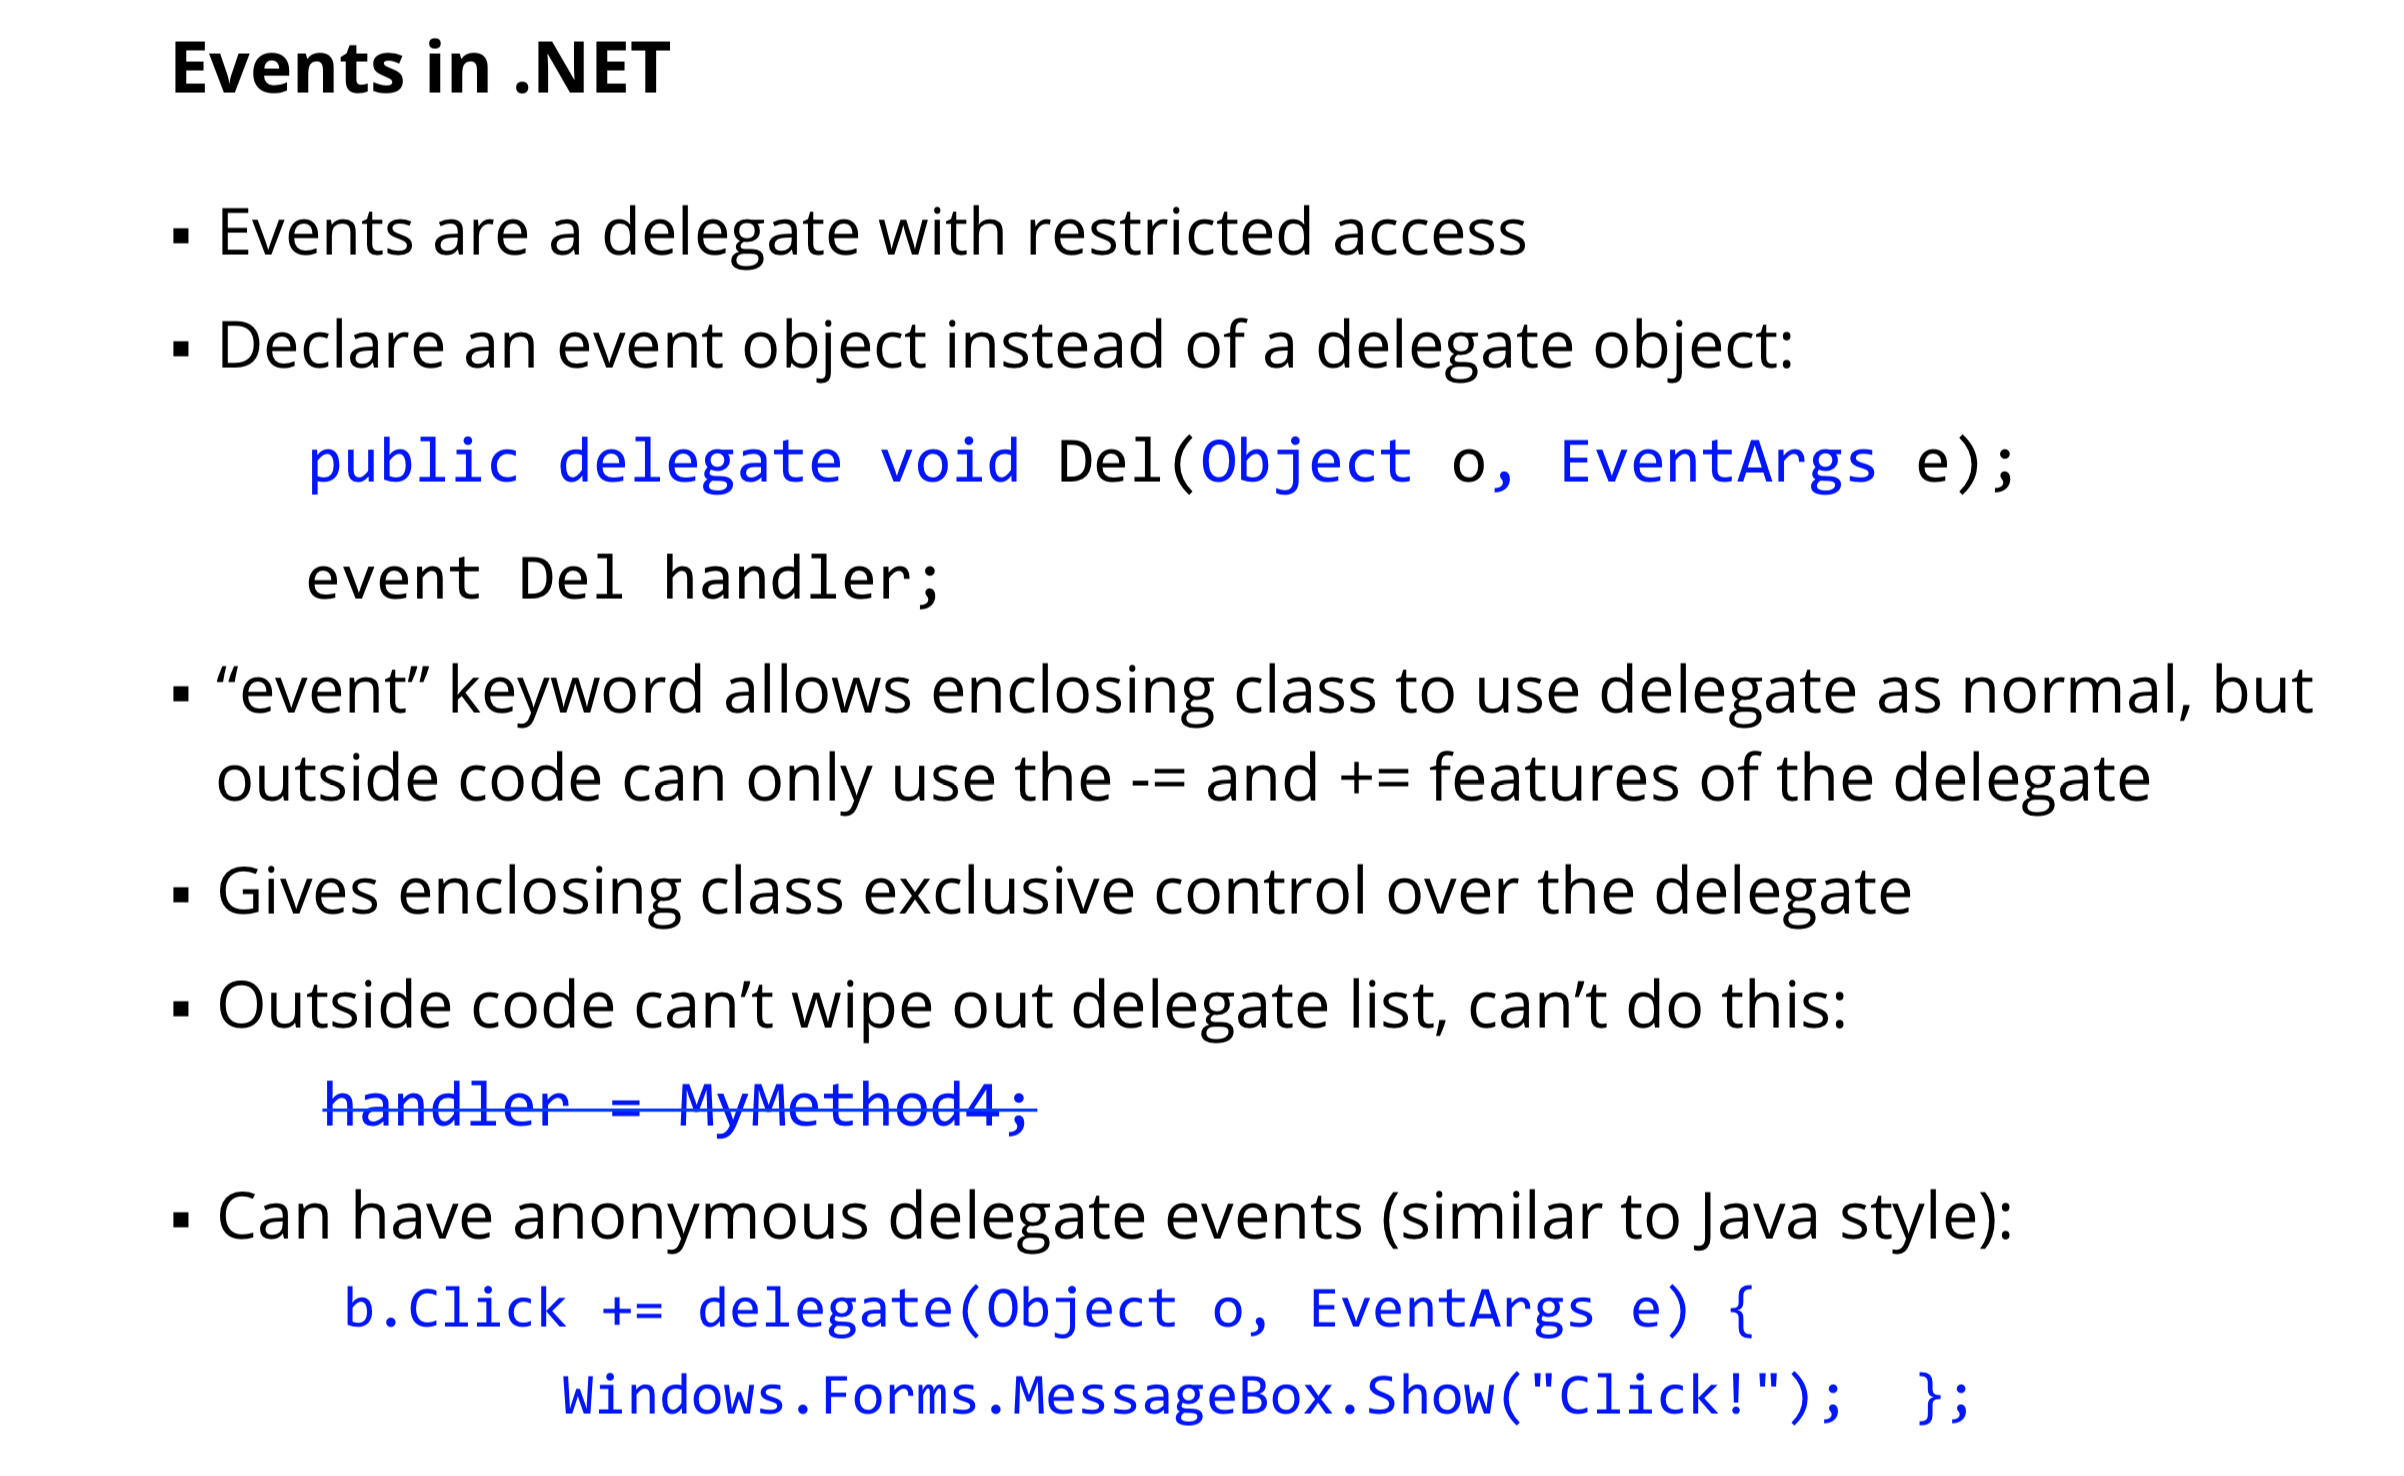 Events in .NET
▪ Events are a delegate with restricted access
▪ Declare an event object instead of a delegate object:
public delegate void Del(Object o, EventArgs e);
event Del handler;
▪ “event” keyword allows enclosing class to use delegate as normal, but
outside code can only use the -= and += features of the delegate
▪ Gives enclosing class exclusive control over the delegate
▪ Outside code can’t wipe out delegate list, can’t do this:
handler = MyMethod4;
▪ Can have anonymous delegate events (similar to Java style):
b.Click += delegate(Object o, EventArgs e) {
Windows.Forms.MessageBox.Show("Click!"); };